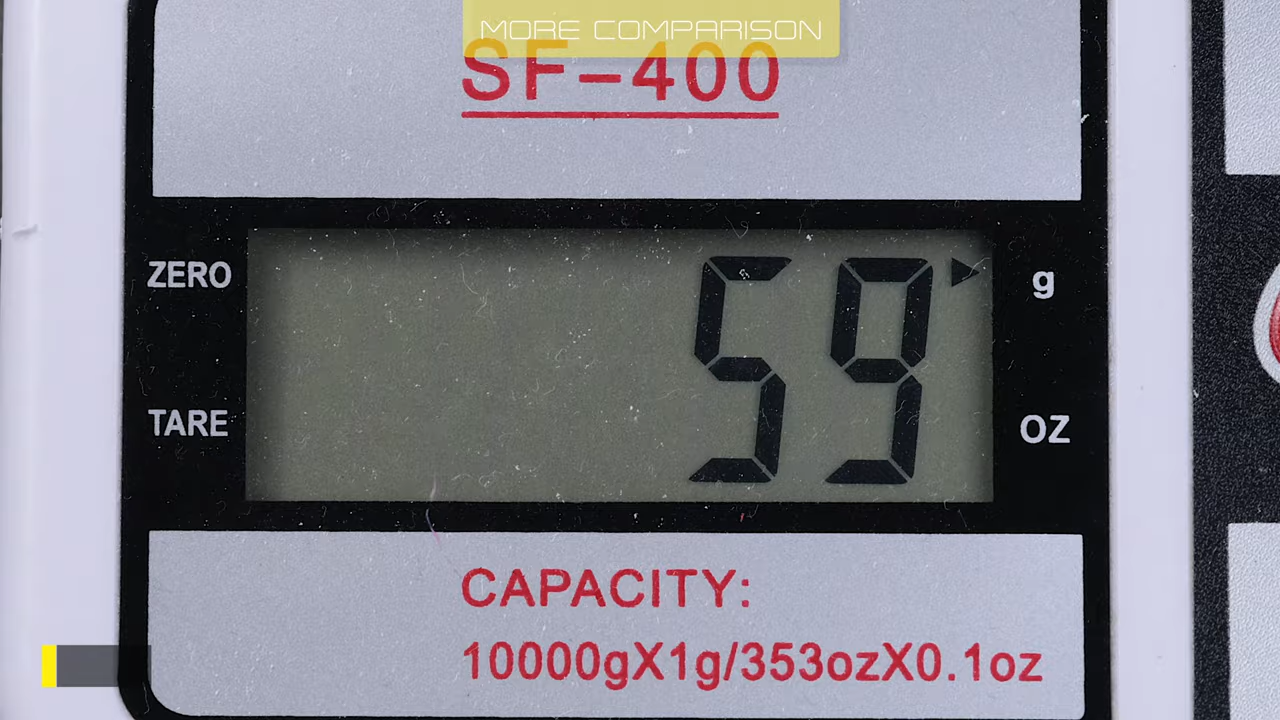 MORE COMPARISON
SF-400
ZERO
59
g
TARE
OZ
CAPACITY:
10000gX1g/353ozX0.1oz